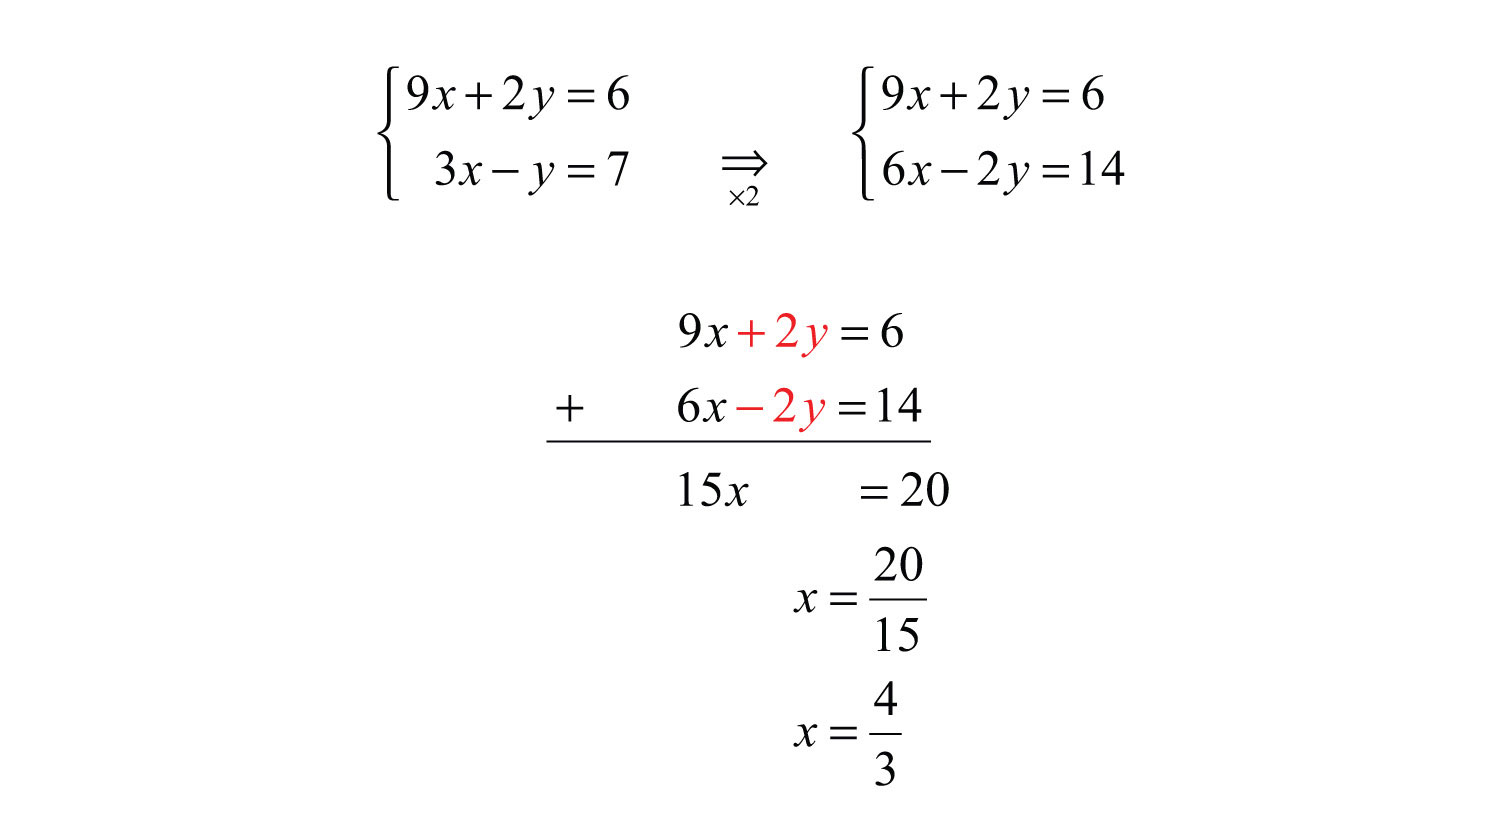 9x + 2y = 6 ⇒ 9x + 2y = 6
3x − y = 7 ×2 6x − 2y = 14
9x + 2y = 6
+ 6x − 2y = 14
15x = 20
x = 20/15
x = 4/3